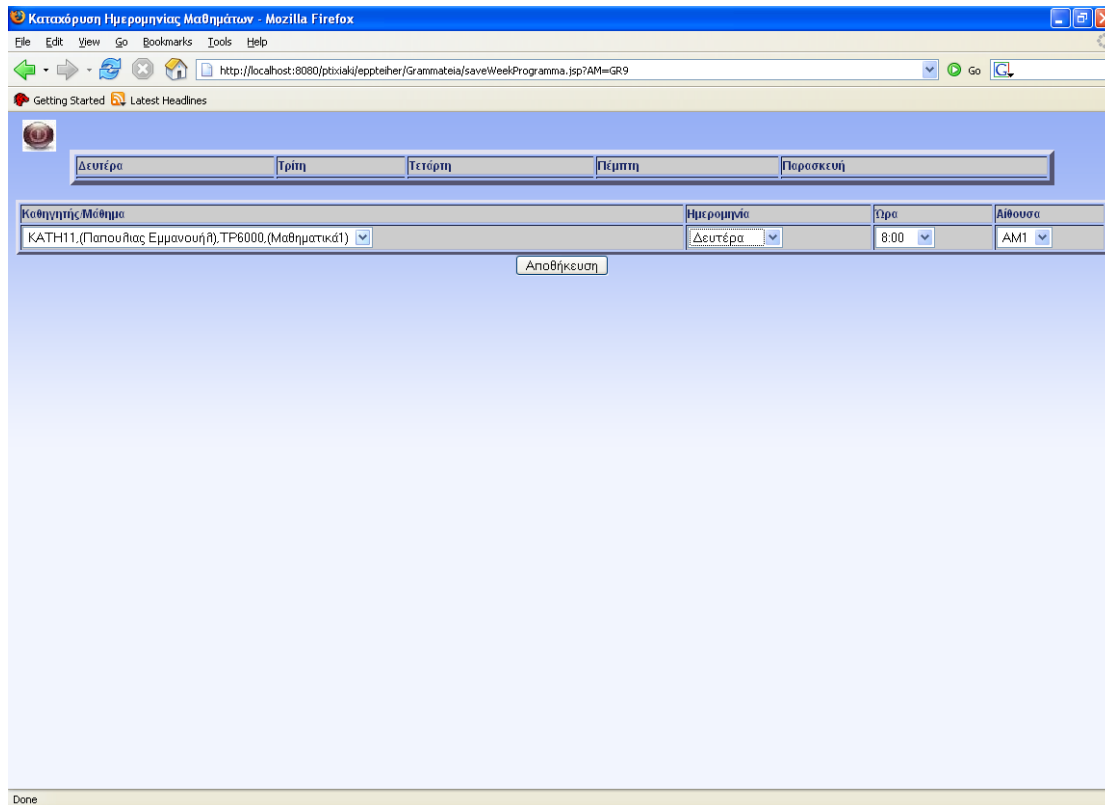 Καταχόρυση Ημερομηνίας Μαθημάτων - Mozilla Firefox
File Edit View Go Bookmarks Tools Help
http://localhost:8080/ptixiaki/eppteiher/Grammateia/saveWeekProgramma.jsp?AM=GR9 Go
Getting Started Latest Headlines
Δευτέρα Τρίτη Τετάρτη Πέμπτη Παρασκευή
Καθηγητής/Μάθημα Ημερομηνία Ώρα Αίθουσα
ΚΑΤΗ11,(Παπουλιας Εμμανουήλ),TP6000,(Μαθηματικά1) Δευτέρα 8:00 AM1
Αποθήκευση
Done